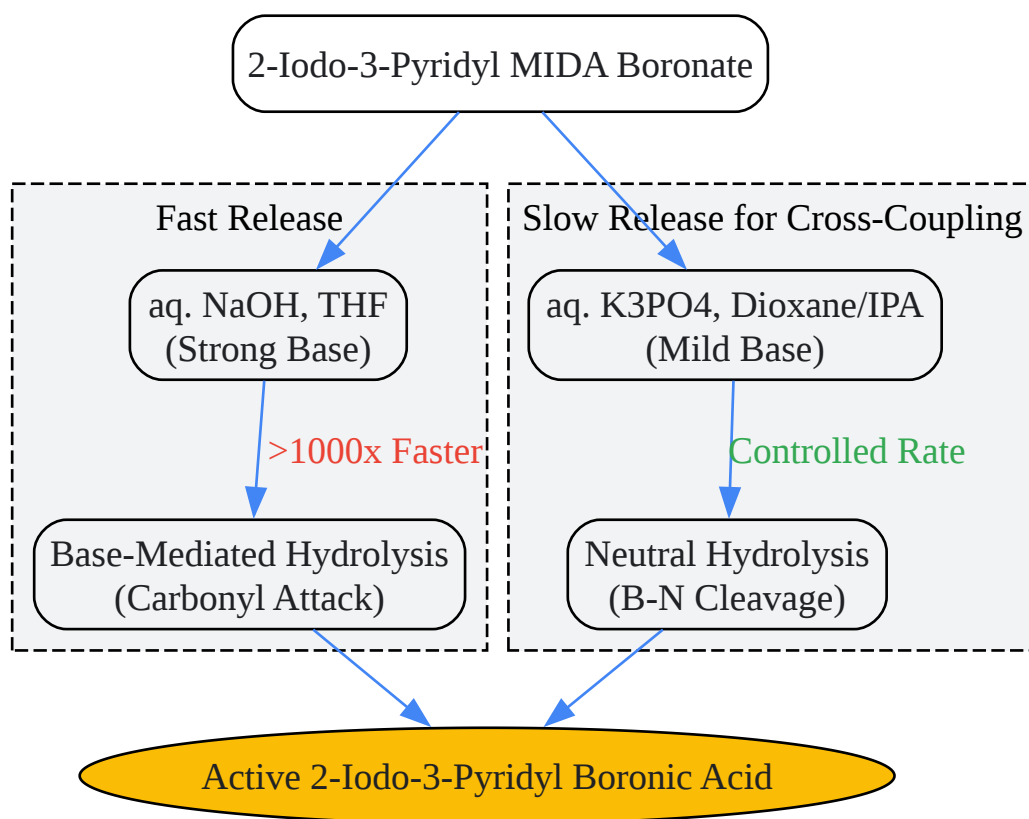 2-Iodo-3-Pyridyl MIDA Boronate
Fast Release
Slow Release for Cross-Coupling
aq. NaOH, THF
(Strong Base)
aq. K3PO4, Dioxane/IPA
(Mild Base)
>1000x Faster
Controlled Rate
Base-Mediated Hydrolysis
(Carbonyl Attack)
Neutral Hydrolysis
(B-N Cleavage)
Active 2-Iodo-3-Pyridyl Boronic Acid